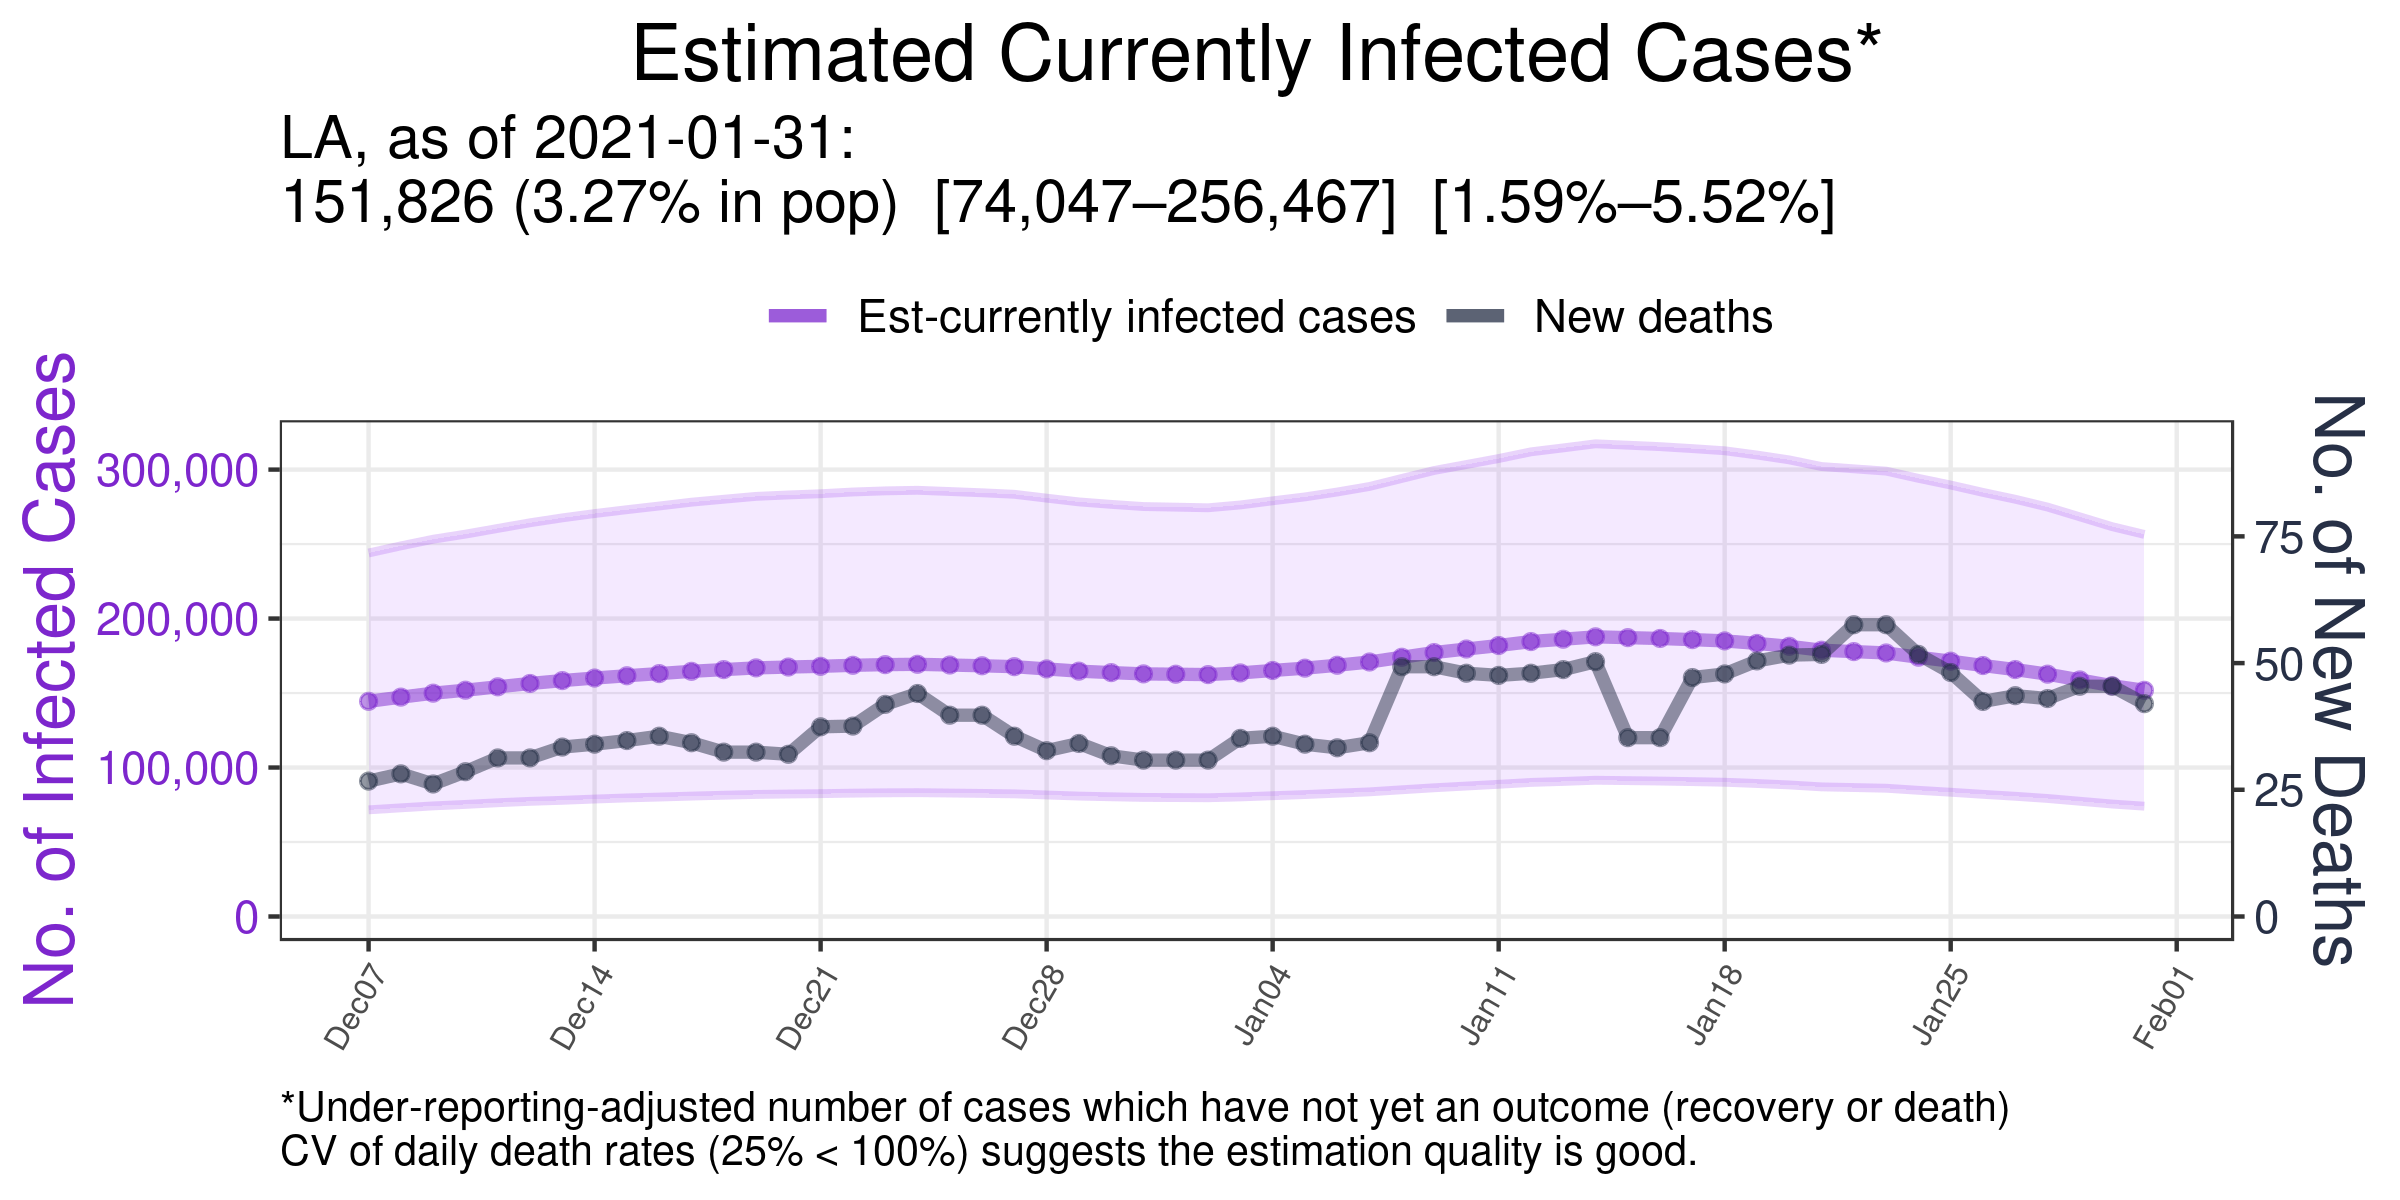 Estimated Currently Infected Cases*
LA, as of 2021-01-31:
151,826 (3.27% in pop)  [74,047–256,467]  [1.59%–5.52%]
Est-currently infected cases
New deaths
No. of Infected Cases
300,000
200,000
100,000
0
No. of New Deaths
75
50
25
0
Dec07
Dec14
Dec21
Dec28
Jan04
Jan11
Jan18
Jan25
Feb01
*Under-reporting-adjusted number of cases which have not yet an outcome (recovery or death)
CV of daily death rates (25% < 100%) suggests the estimation quality is good.